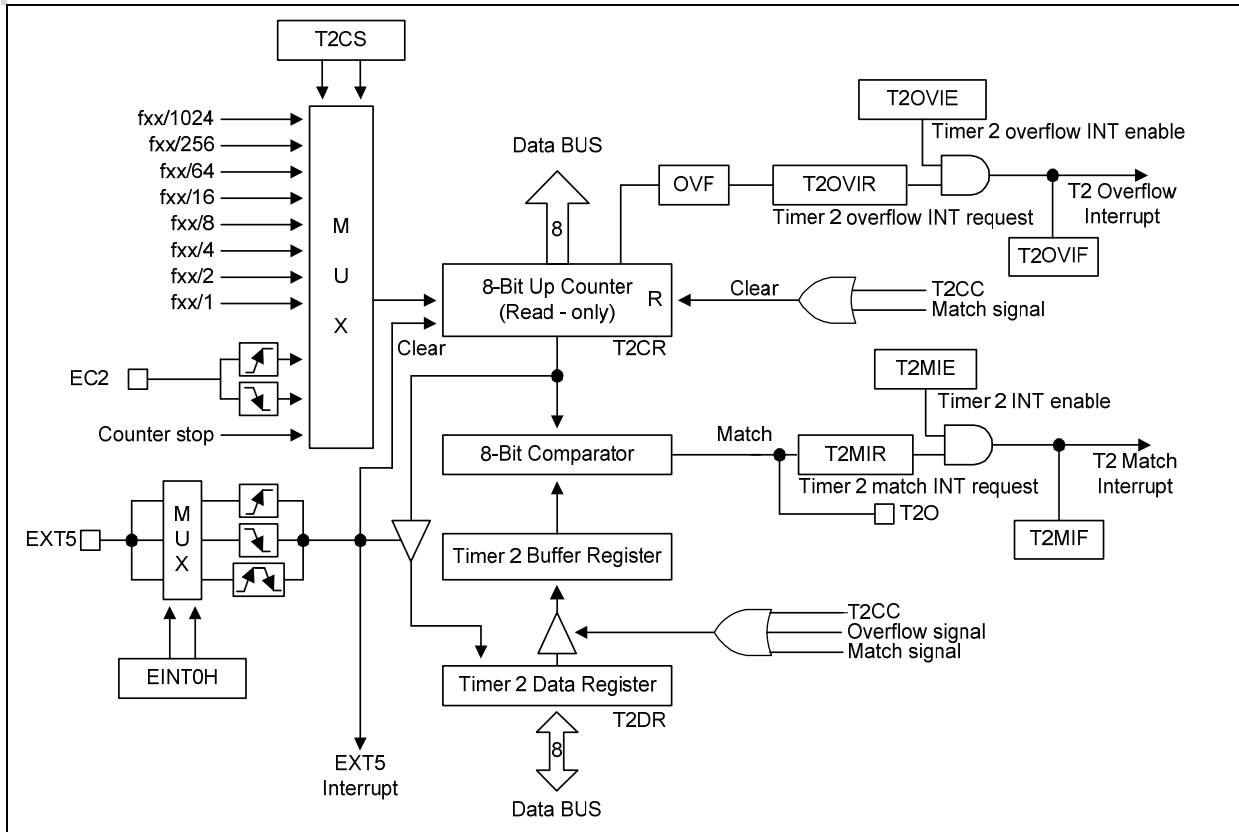 T2CS
fxx/1024
fxx/256
fxx/64
fxx/16
fxx/8
fxx/4
fxx/2
fxx/1
M
U
X
EC2
Counter stop
Data BUS
8
8-Bit Up Counter
(Read - only)
R
T2CR
Clear
OVF
T2OVIR
Timer 2 overflow INT request
T2OVIE
Timer 2 overflow INT enable
T2 Overflow
Interrupt
T2OVIF
Clear
T2CC
Match signal
8-Bit Comparator
Match
T2MIR
Timer 2 match INT request
T2MIE
Timer 2 INT enable
T2 Match
Interrupt
T2MIF
T2O
EXT5
M
U
X
EINT0H
EXT5
Interrupt
Timer 2 Buffer Register
T2CC
Overflow signal
Match signal
Timer 2 Data Register
T2DR
8
Data BUS